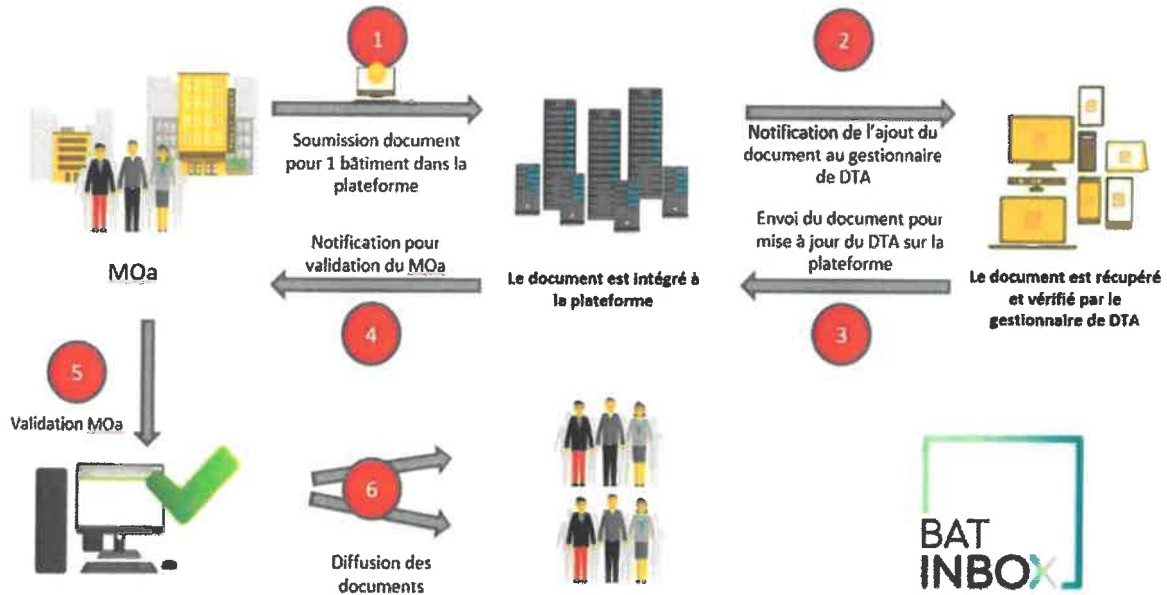 1
Soumission document
pour 1 bâtiment dans la
plateforme
2
Notification de l'ajout du
document au gestionnaire
de DTA
MOa
Notification pour
validation du MOa
4
Le document est intégré à
la plateforme
Envoi du document pour
mise à jour du DTA sur la
plateforme
3
Le document est récupéré
et vérifié par le
gestionnaire de DTA
5
Validation MOa
6
Diffusion des
documents
BAT
INBOX